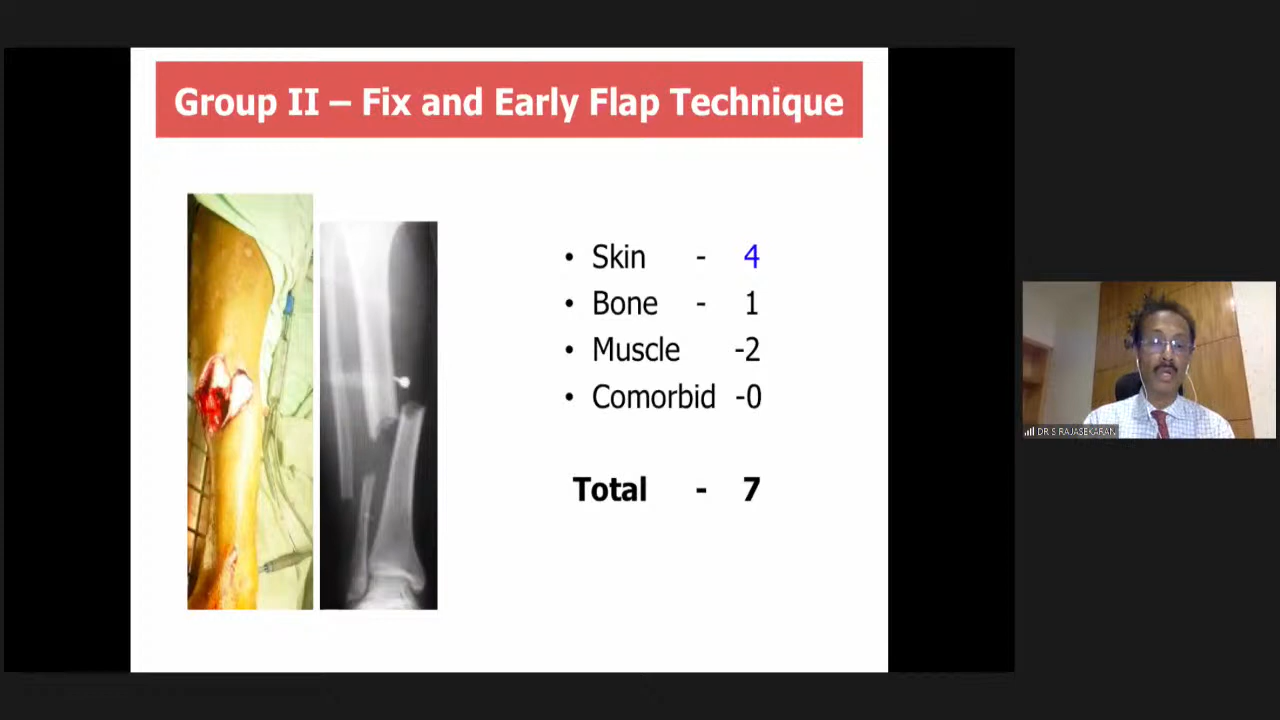 Group II – Fix and Early Flap Technique
• Skin - 4
• Bone - 1
• Muscle -2
• Comorbid -0
Total - 7
DR S RAJASEKARAN